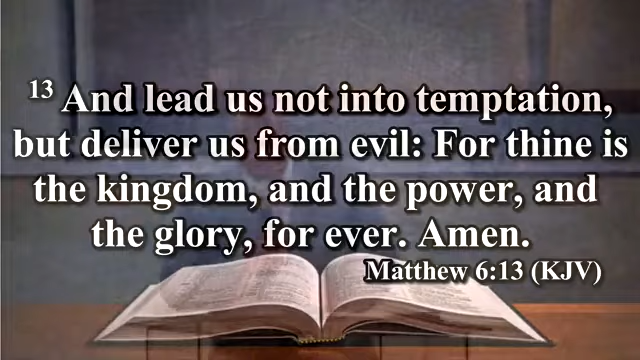 13 And lead us not into temptation,
but deliver us from evil: For thine is
the kingdom, and the power, and
the glory, for ever. Amen.
Matthew 6:13 (KJV)